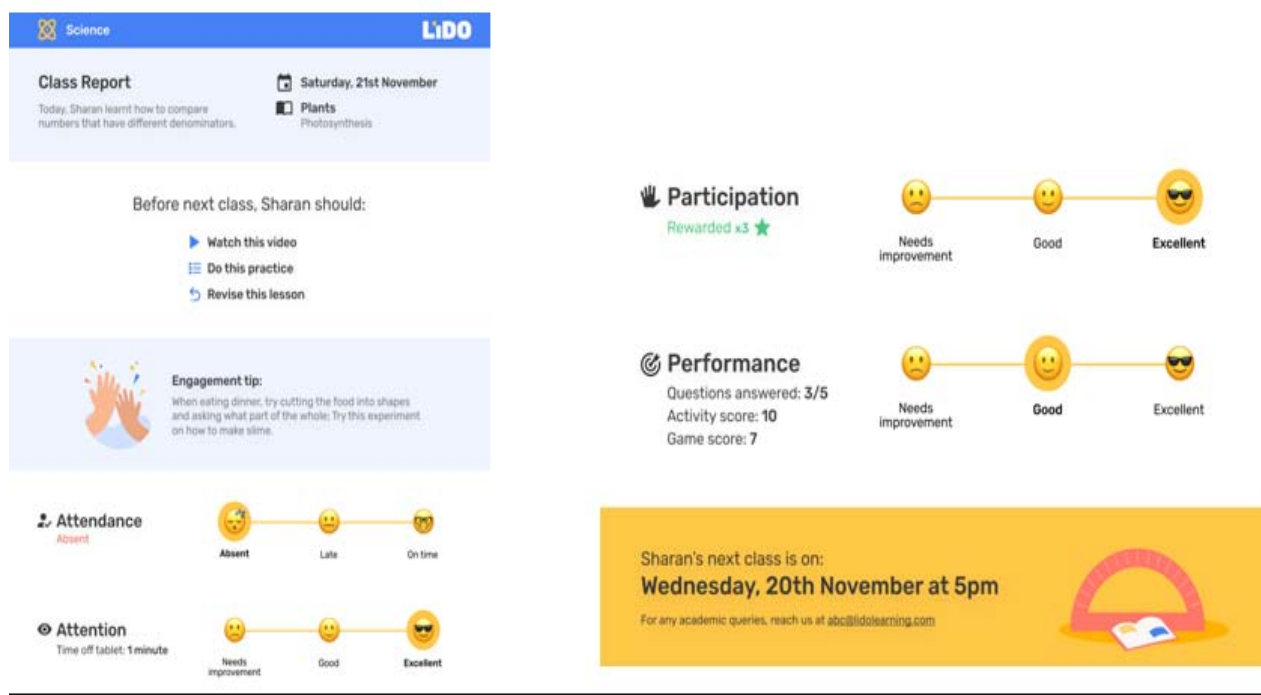 Science
LiDO
Class Report
Today, Sharan learnt how to compare
numbers that have different denominators.
Saturday, 21st November
Plants
Photosynthesis
Before next class, Sharan should:
Watch this video
Do this practice
Revise this lesson
Engagement tip:
When eating dinner, try cutting the food into shapes
and asking what part of the whole; Try this experiment
on how to make slime.
Attendance
Absent
Absent
Late
On time
Attention
Time off tablet: 1 minute
Needs
improvement
Good
Excellent
Participation
Rewarded x3
Needs
improvement
Good
Excellent
Performance
Questions answered: 3/5
Activity score: 10
Game score: 7
Needs
improvement
Good
Excellent
Sharan's next class is on:
Wednesday, 20th November at 5pm
For any academic queries, reach us at abc@lidolearning.com